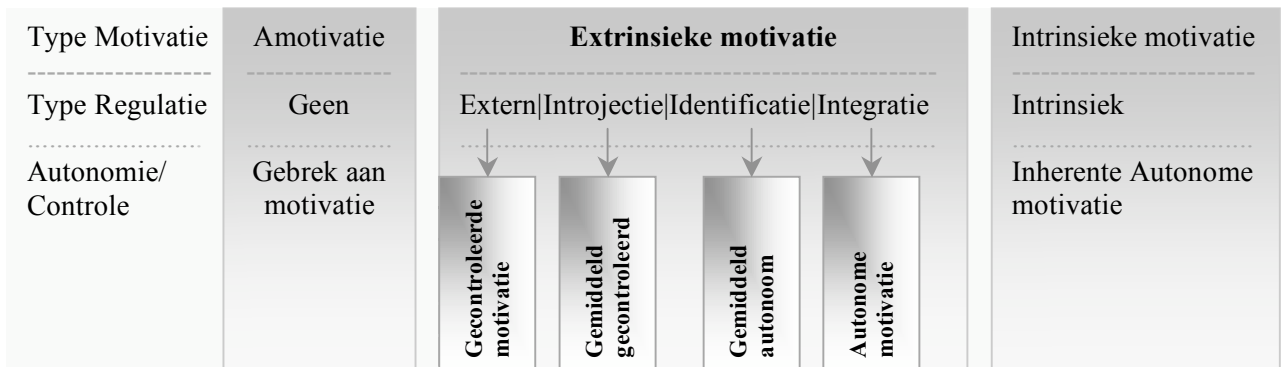 Type Motivatie
Amotivatie
Extrinsieke motivatie
Intrinsieke motivatie
Type Regulatie
Geen
Extern|Introjectie|Identificatie|Integratie
Intrinsiek
Autonomie/
Controle
Gebrek aan
motivatie
Gecontroleerde
motivatie
Gemiddeld
gecontroleerd
Gemiddeld
autonoom
Autonome
motivatie
Inherente Autonome
motivatie